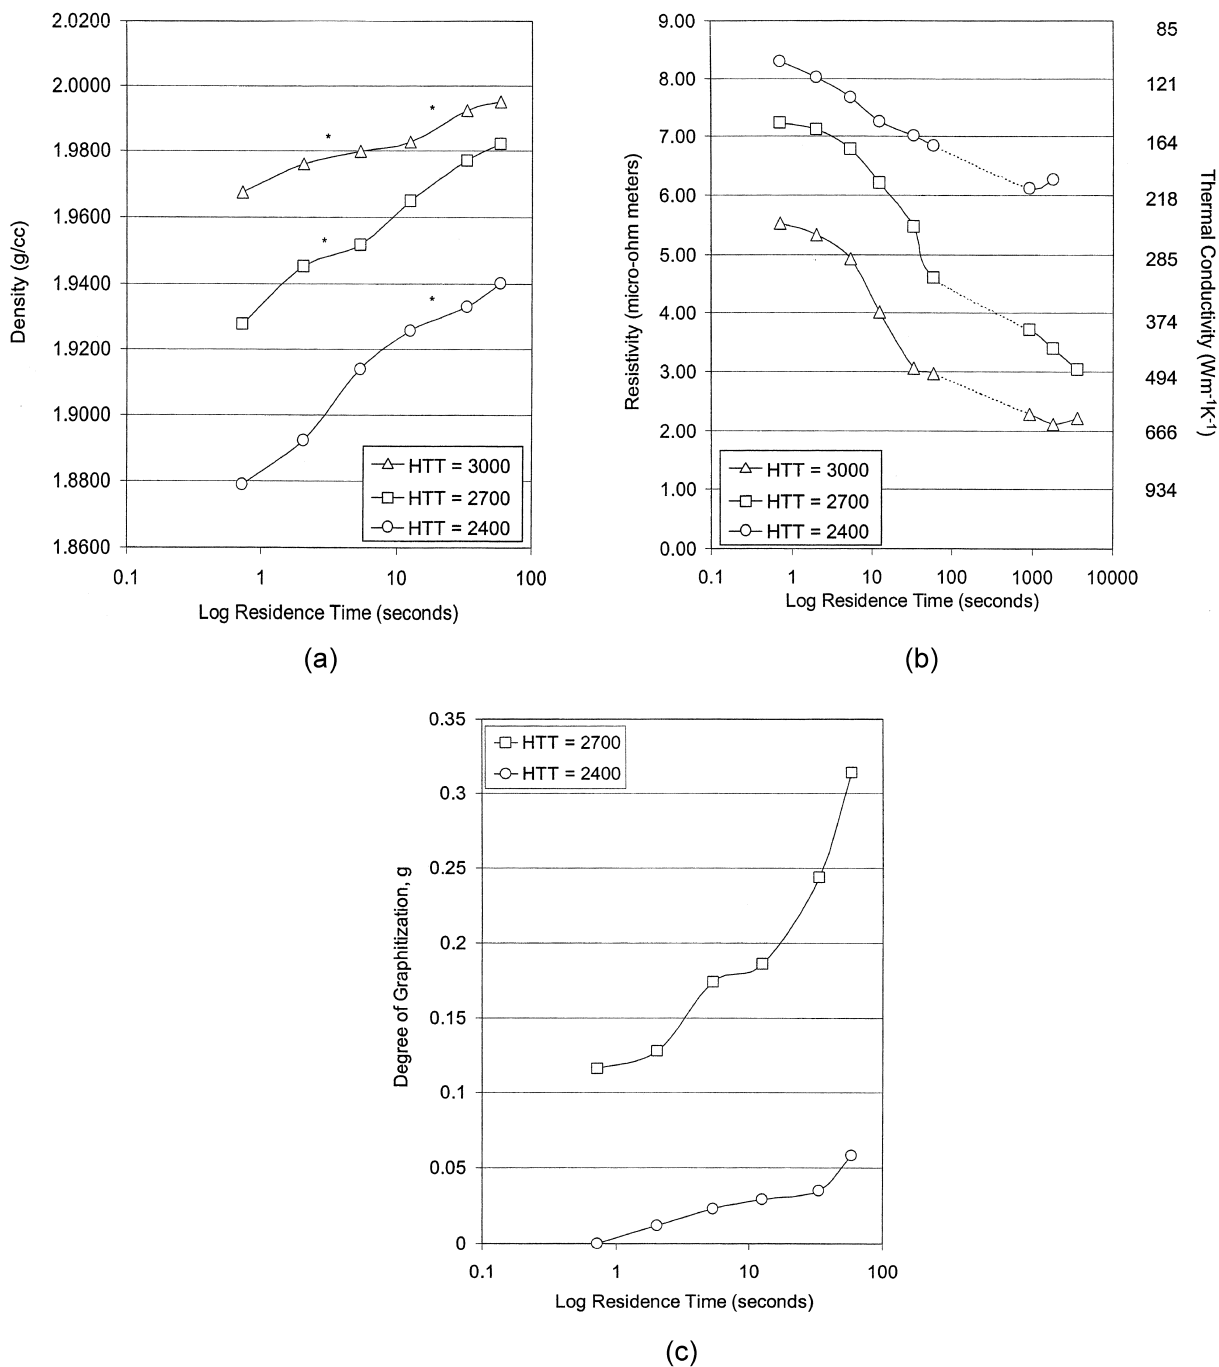 2.0200
2.0000
1.9800
1.9600
1.9400
1.9200
1.9000
1.8800
1.8600
Density (g/cc)
*
*
*
*
HTT = 3000
HTT = 2700
HTT = 2400
0.1 1 10 100
Log Residence Time (seconds)
(a)
9.00
8.00
7.00
6.00
5.00
4.00
3.00
2.00
1.00
0.00
Resistivity (micro-ohm meters)
85
121
164
218
285
374
494
666
934
Thermal Conductivity (Wm⁻¹K⁻¹)
HTT = 3000
HTT = 2700
HTT = 2400
0.1 1 10 100 1000 10000
Log Residence Time (seconds)
(b)
0.35
0.3
0.25
0.2
0.15
0.1
0.05
0
Degree of Graphitization, g
HTT = 2700
HTT = 2400
0.1 1 10 100
Log Residence Time (seconds)
(c)